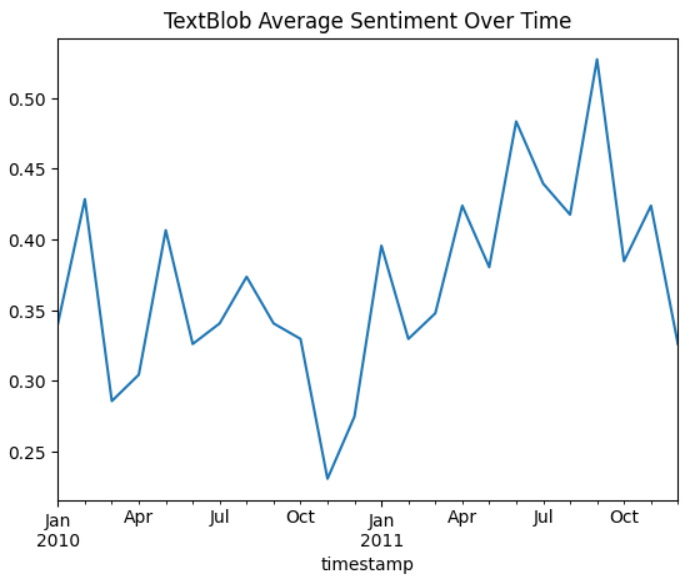 TextBlob Average Sentiment Over Time
0.50
0.45
0.40
0.35
0.30
0.25
Jan Apr Jul Oct Jan Apr Jul Oct
2010 2011
timestamp